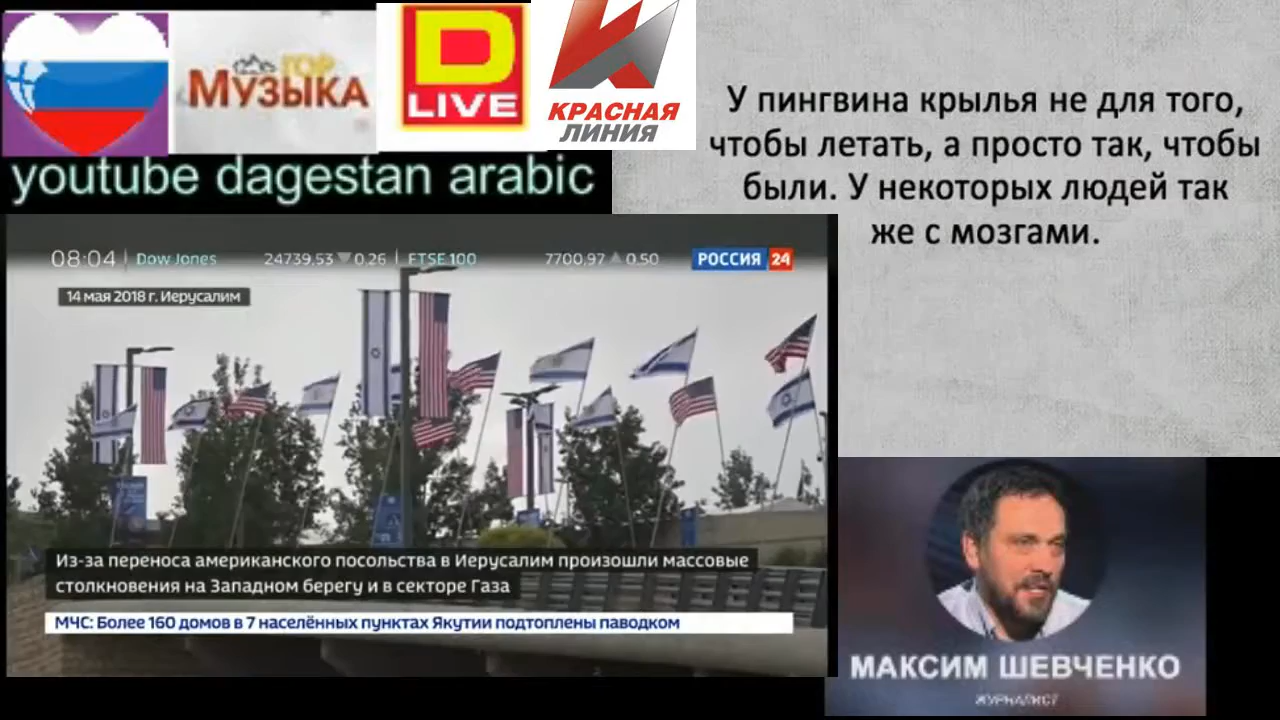 ГОР
МУЗЫКА
D
LIVE
КРАСНАЯ
ЛИНИЯ
youtube dagestan arabic
У пингвина крылья не для того,
чтобы летать, а просто так, чтобы
были. У некоторых людей так
же с мозгами.
08:04 Dow Jones 24739,53 ▼ 0,26 FTSE 100 7700,97 ▲ 0,50 РОССИЯ 24
14 мая 2018 г. Иерусалим
Из-за переноса американского посольства в Иерусалим произошли массовые
столкновения на Западном берегу и в секторе Газа
МЧС: Более 160 домов в 7 населённых пунктах Якутии подтоплены паводком
МАКСИМ ШЕВЧЕНКО
ЖУРНАЛИСТ